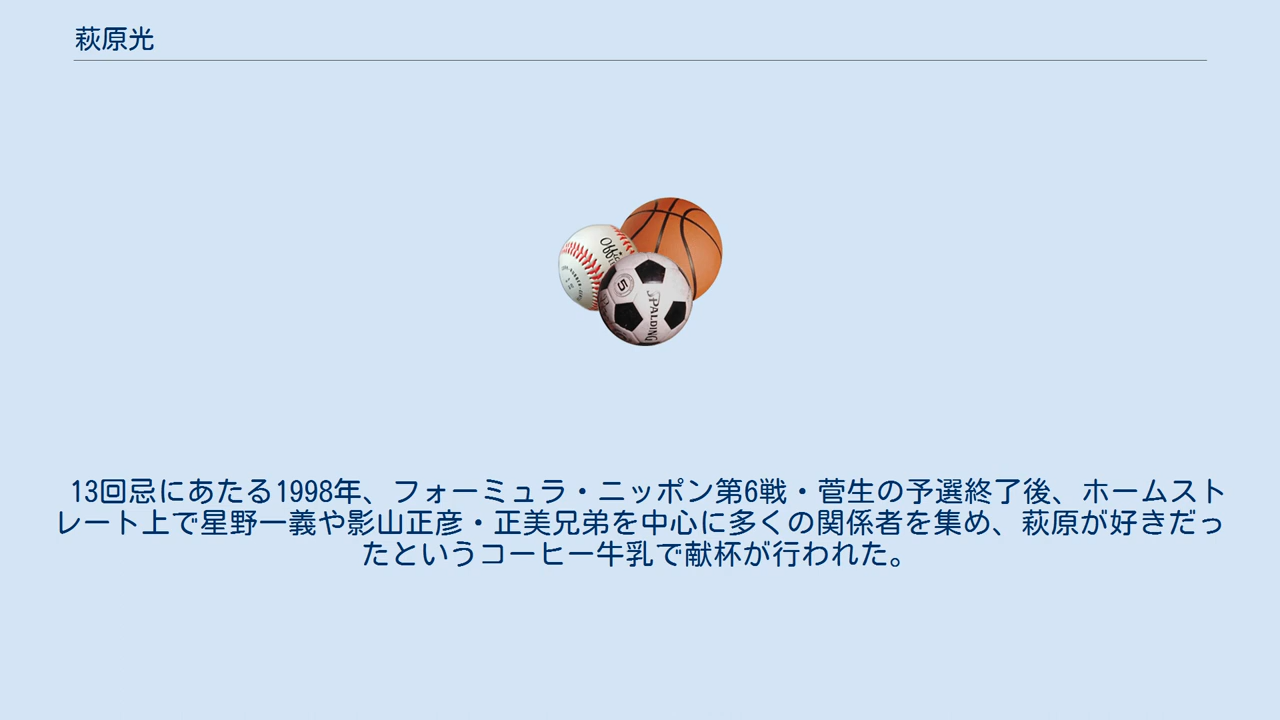 萩原光
Offic
5
SPALDING
13回忌にあたる1998年、フォーミュラ・ニッポン第6戦・菅生の予選終了後、ホームスト
レート上で星野一義や影山正彦・正美兄弟を中心に多くの関係者を集め、萩原が好きだっ
たというコーヒー牛乳で献杯が行われた。